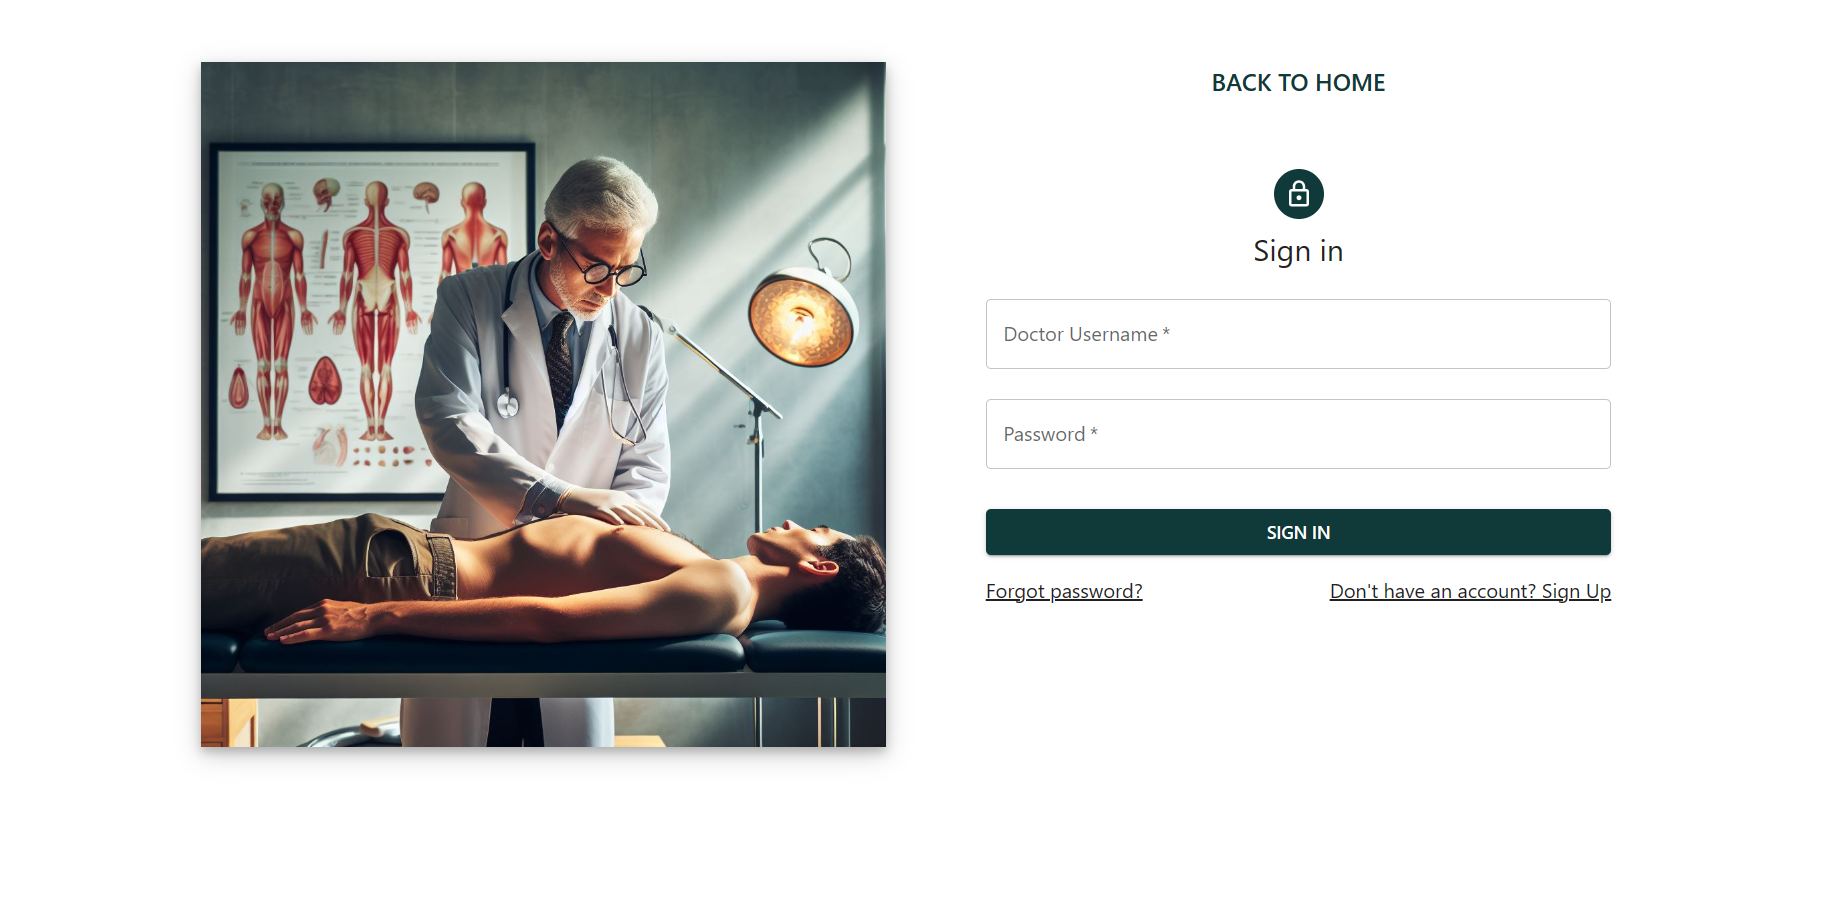 BACK TO HOME
Sign in
Doctor Username *
Password *
SIGN IN
Forgot password?
Don't have an account? Sign Up